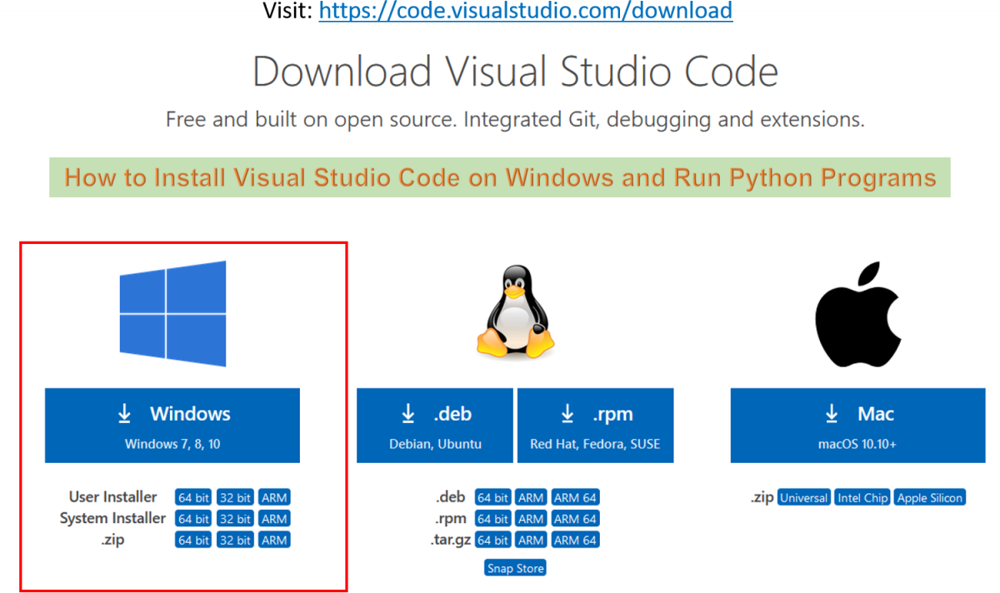 Visit: https://code.visualstudio.com/download
Download Visual Studio Code
Free and built on open source. Integrated Git, debugging and extensions.
How to Install Visual Studio Code on Windows and Run Python Programs
Windows
Windows 7, 8, 10
User Installer 64 bit 32 bit ARM
System Installer 64 bit 32 bit ARM
.zip 64 bit 32 bit ARM
.deb
Debian, Ubuntu
.rpm
Red Hat, Fedora, SUSE
.deb 64 bit ARM ARM 64
.rpm 64 bit ARM ARM 64
.tar.gz 64 bit ARM ARM 64
Snap Store
Mac
macOS 10.10+
.zip Universal Intel Chip Apple Silicon